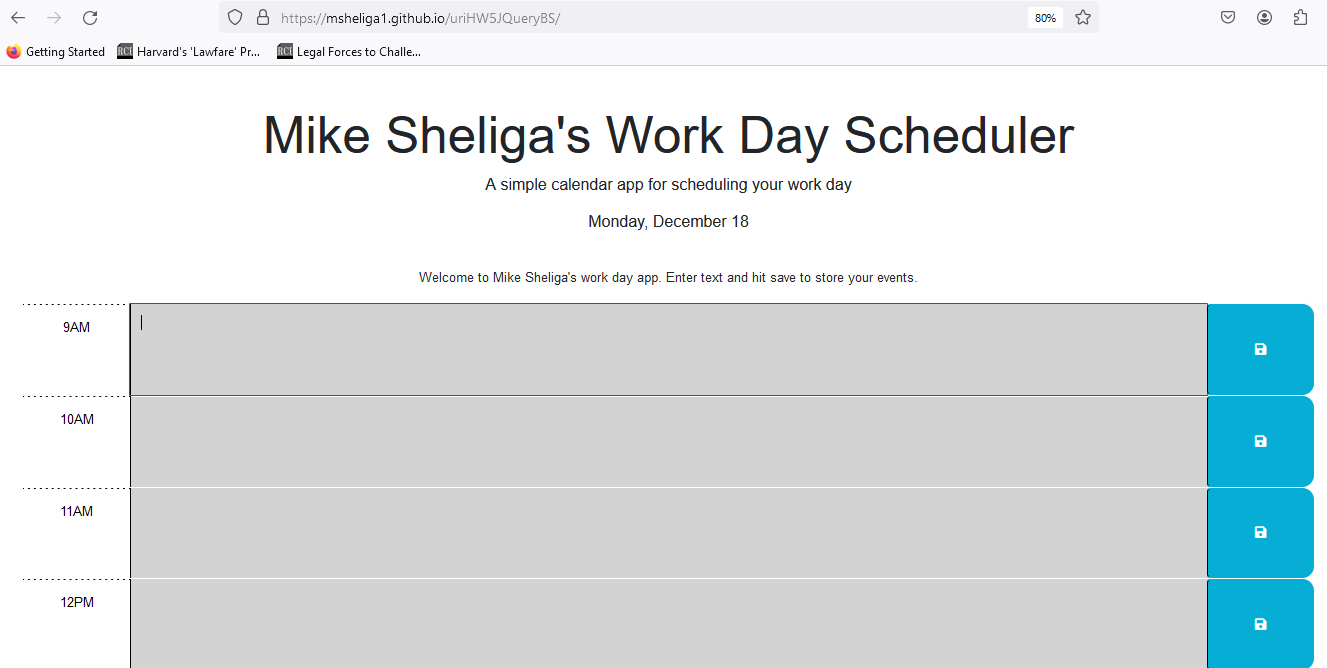 https://msheliga1.github.io/uriHW5JQueryBS/
80%
Getting Started
RCI
Harvard's 'Lawfare' Pr...
RCI
Legal Forces to Challe...
Mike Sheliga's Work Day Scheduler
A simple calendar app for scheduling your work day
Monday, December 18
Welcome to Mike Sheliga's work day app. Enter text and hit save to store your events.
9AM
10AM
11AM
12PM